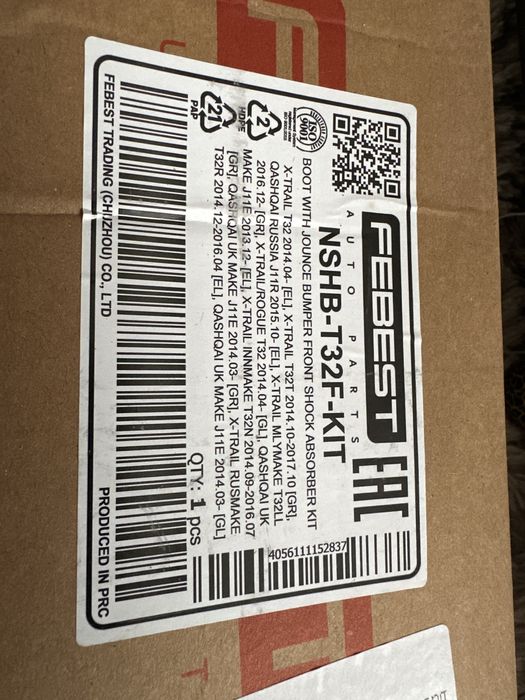 FEBEST
AUTO PARTS
EAC
NSHB-T32F-KIT
BOOT WITH JOUNCE BUMPER FRONT SHOCK ABSORBER KIT
ISO
9001
X-TRAIL T32 2014.04- [EL], X-TRAIL T32T 2014.10-2017.10 [GR],
QASHQAI RUSSIA J11R 2015.10- [EL], X-TRAIL MLYMAKE T32LL
2016.12- [GR], X-TRAIL/ROGUE T32 2014.04- [GL], QASHQAI UK
MAKE J11E 2013.12- [EL], X-TRAIL INNIMAKE T32N 2014.09-2016.07
[GR], QASHQAI UK MAKE J11E 2014.03- [GR], X-TRAIL RUSMAKE
T32R 2014.12-2016.04 [EL], QASHQAI UK MAKE J11E 2014.03- [GL]
2
HDPE
21
PAP
4056111152837
QTY: 1 pcs
FEBEST TRADING (CHIZHOU) CO., LTD
PRODUCED IN PRC